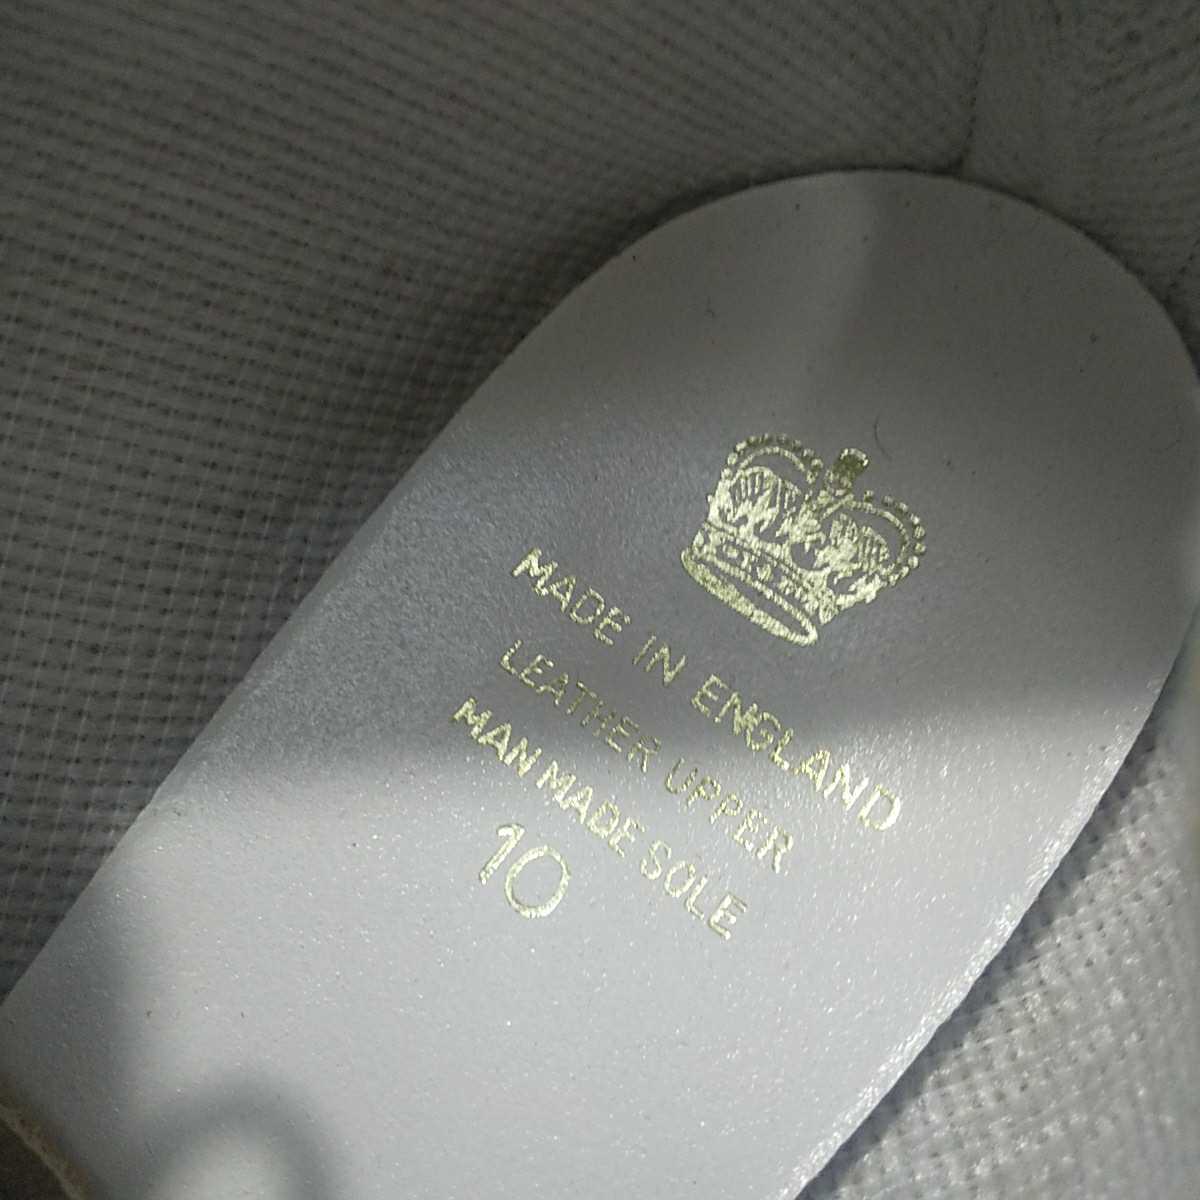 MADE IN ENGLAND
LEATHER UPPER
MAN MADE SOLE
10